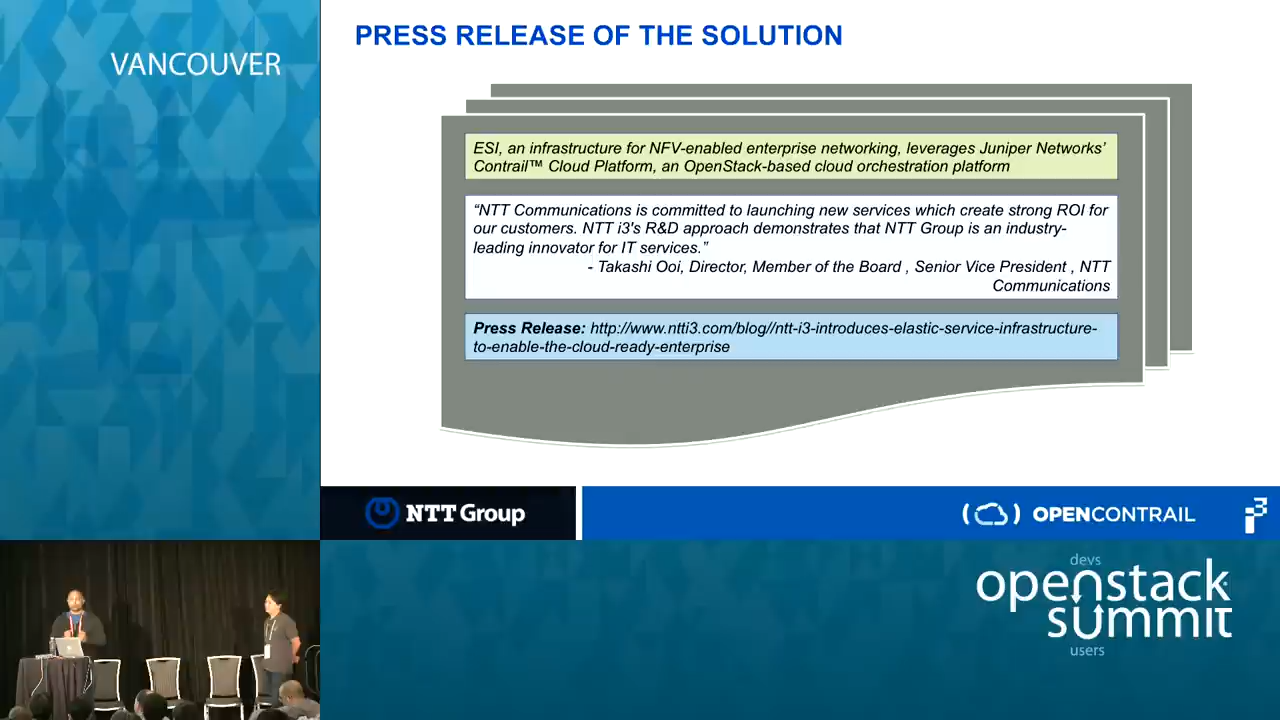 VANCOUVER
PRESS RELEASE OF THE SOLUTION
ESI, an infrastructure for NFV-enabled enterprise networking, leverages Juniper Networks’
Contrail™ Cloud Platform, an OpenStack-based cloud orchestration platform
“NTT Communications is committed to launching new services which create strong ROI for
our customers. NTT i3's R&D approach demonstrates that NTT Group is an industry-
leading innovator for IT services.”
- Takashi Ooi, Director, Member of the Board , Senior Vice President , NTT
Communications
Press Release: http://www.ntti3.com/blog//ntt-i3-introduces-elastic-service-infrastructure-
to-enable-the-cloud-ready-enterprise
NTT Group
OPENCONTRAIL
i3
devs
openstack
summit
users